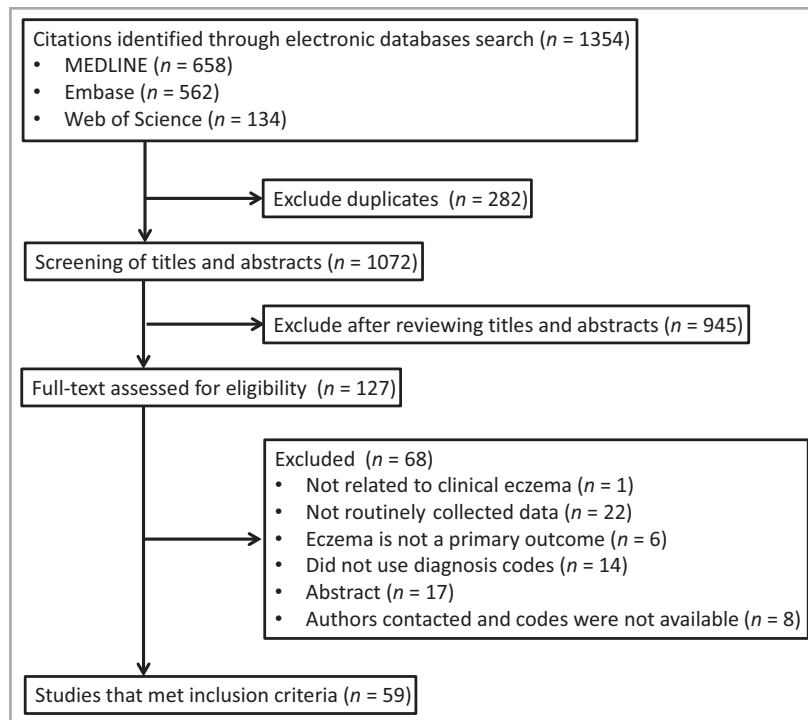 Citations identified through electronic databases search (n = 1354)
• MEDLINE (n = 658)
• Embase (n = 562)
• Web of Science (n = 134)
Exclude duplicates (n = 282)
Screening of titles and abstracts (n = 1072)
Exclude after reviewing titles and abstracts (n = 945)
Full-text assessed for eligibility (n = 127)
Excluded (n = 68)
• Not related to clinical eczema (n = 1)
• Not routinely collected data (n = 22)
• Eczema is not a primary outcome (n = 6)
• Did not use diagnosis codes (n = 14)
• Abstract (n = 17)
• Authors contacted and codes were not available (n = 8)
Studies that met inclusion criteria (n = 59)